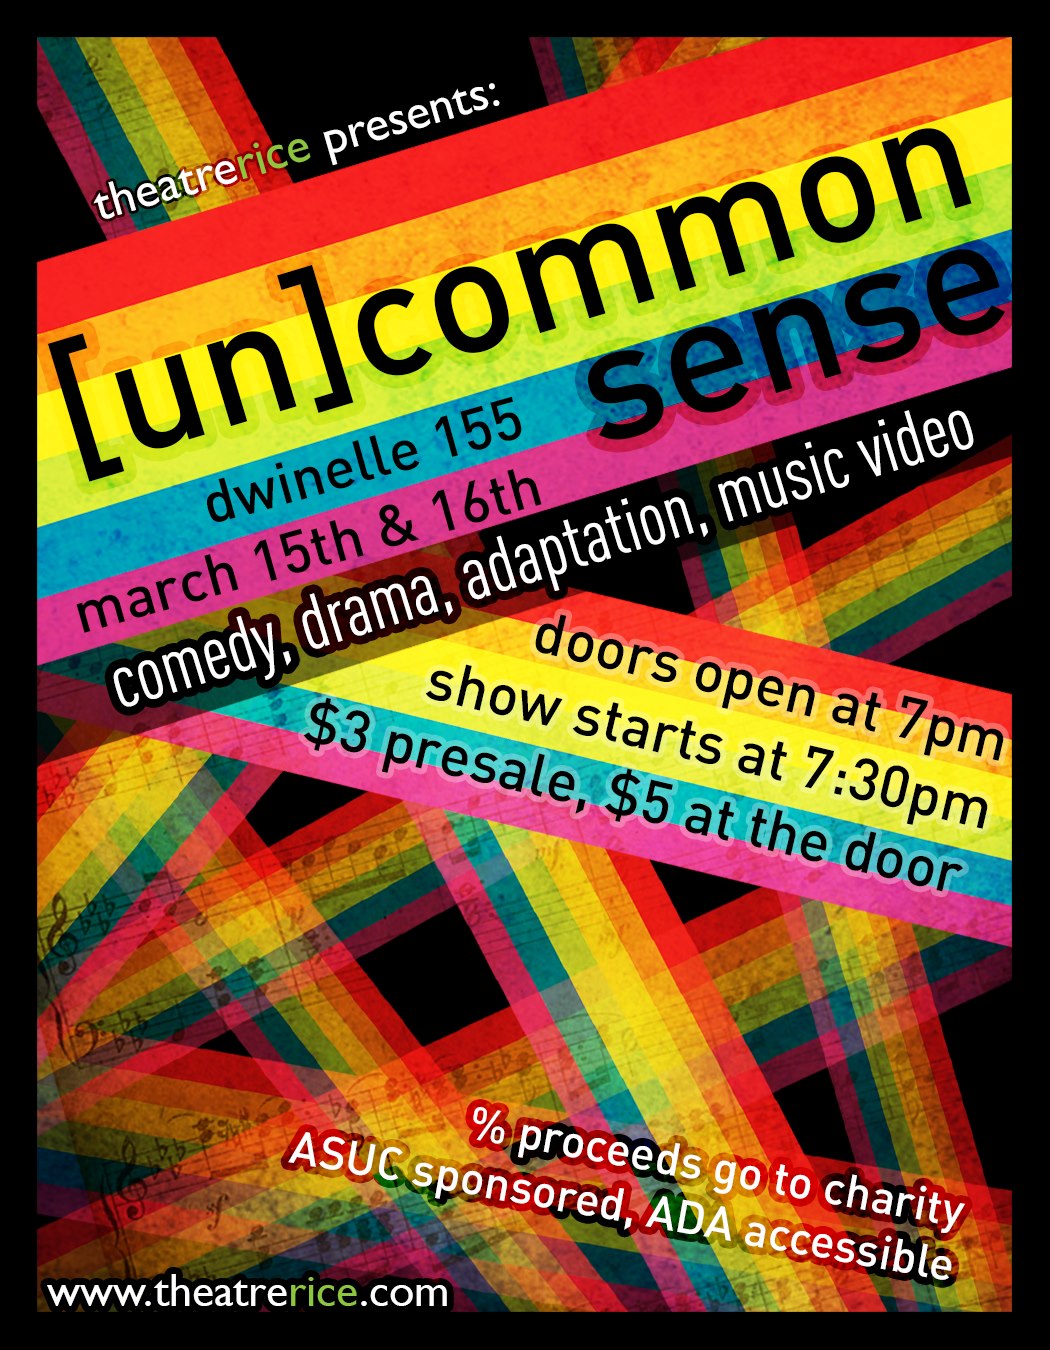 theatrerice presents:
[un]common
sense
dwinelle 155
march 15th & 16th
comedy, drama, adaptation, music video
doors open at 7pm
show starts at 7:30pm
$3 presale, $5 at the door
% proceeds go to charity
ASUC sponsored, ADA accessible
www.theatrerice.com